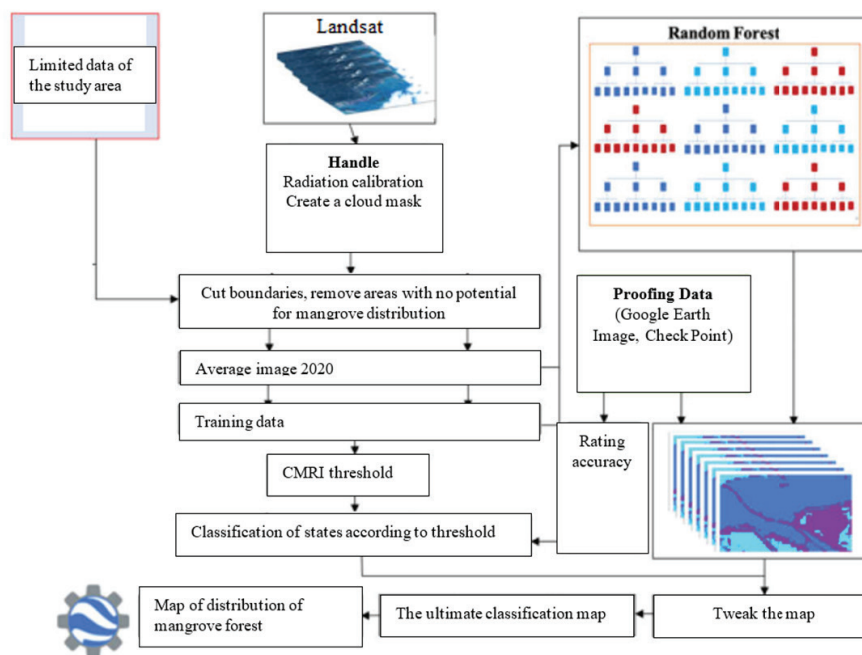 Limited data of
the study area
Landsat
Random Forest
Handle
Radiation calibration
Create a cloud mask
Cut boundaries, remove areas with no potential
for mangrove distribution
Proofing Data
(Google Earth
Image, Check Point)
Average image 2020
Training data
Rating
accuracy
CMRI threshold
Classification of states according to threshold
Map of distribution of
mangrove forest
The ultimate classification map
Tweak the map